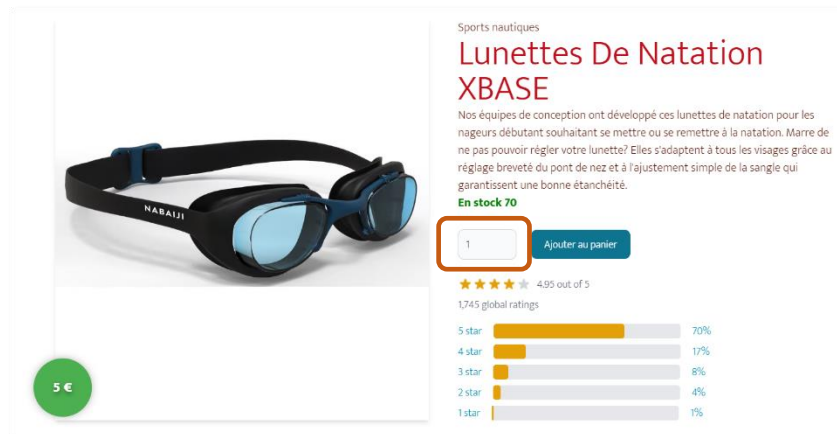 Sports nautiques
Lunettes De Natation
XBASE
Nos équipes de conception ont développé ces lunettes de natation pour les
nageurs débutant souhaitant se mettre ou se remettre à la natation. Marre de
ne pas pouvoir régler votre lunette? Elles s'adaptent à tous les visages grâce au
réglage breveté du pont de nez et à l'ajustement simple de la sangle qui
garantissent une bonne étanchéité.
En stock 70
NABAIJI
1
Ajouter au panier
4.95 out of 5
1,745 global ratings
5 star 70%
4 star 17%
3 star 8%
2 star 4%
1 star 1%
5 €